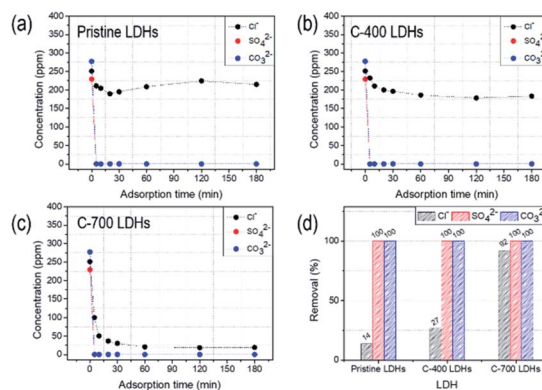 (a)
Pristine LDHs
Cl⁻
SO₄²⁻
CO₃²⁻
Concentration (ppm)
400
350
300
250
200
150
100
50
0
0 30 60 90 120 150 180
Adsorption time (min)
(b)
C-400 LDHs
Cl⁻
SO₄²⁻
CO₃²⁻
Concentration (ppm)
400
350
300
250
200
150
100
50
0
0 30 60 90 120 150 180
Adsorption time (min)
(c)
C-700 LDHs
Cl⁻
SO₄²⁻
CO₃²⁻
Concentration (ppm)
400
350
300
250
200
150
100
50
0
0 30 60 90 120 150 180
Adsorption time (min)
(d)
Cl⁻ SO₄²⁻ CO₃²⁻
Removal (%)
100
50
0
14 100 100 27 100 100 92 100 100
Pristine LDHs C-400 LDHs C-700 LDHs
LDH